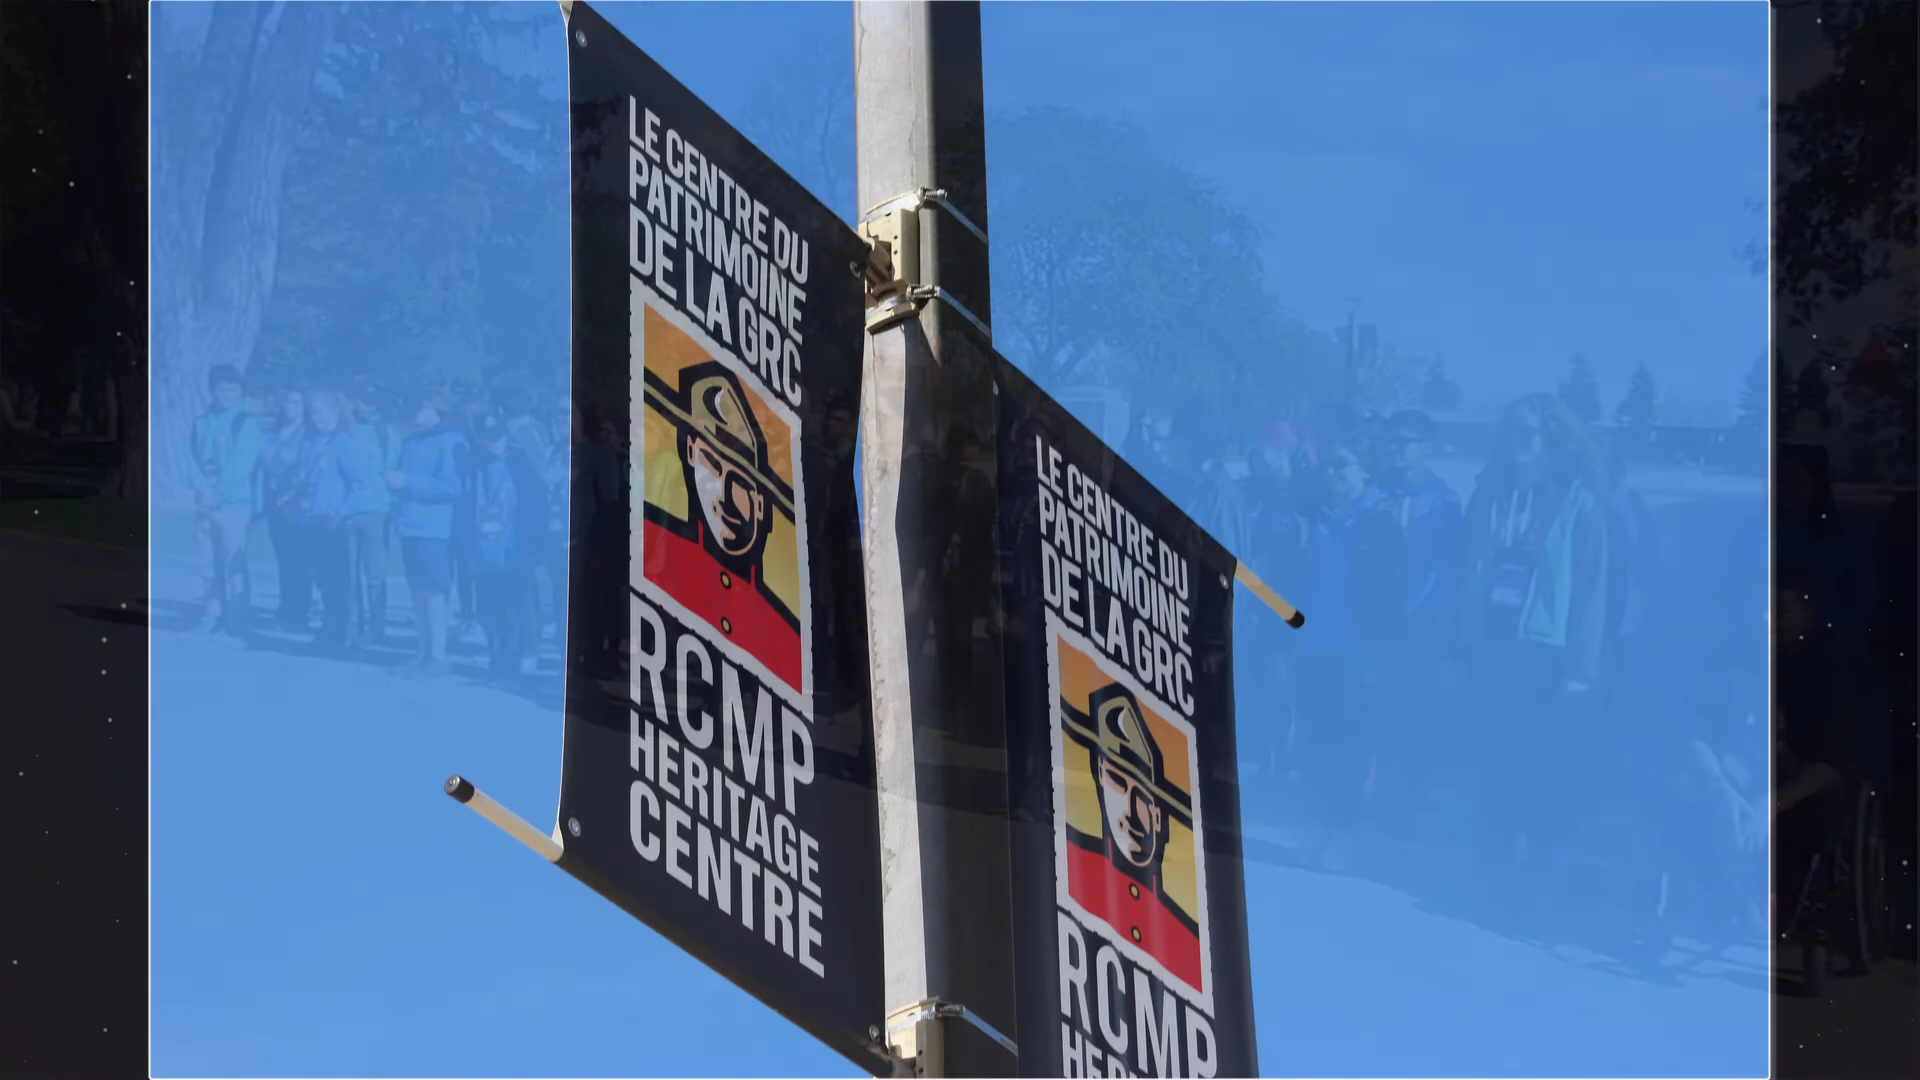 LE CENTRE DU
PATRIMOINE
DE LA GRC
RCMP
HERITAGE
CENTRE
LE CENTRE DU
PATRIMOINE
DE LA GRC
RCMP